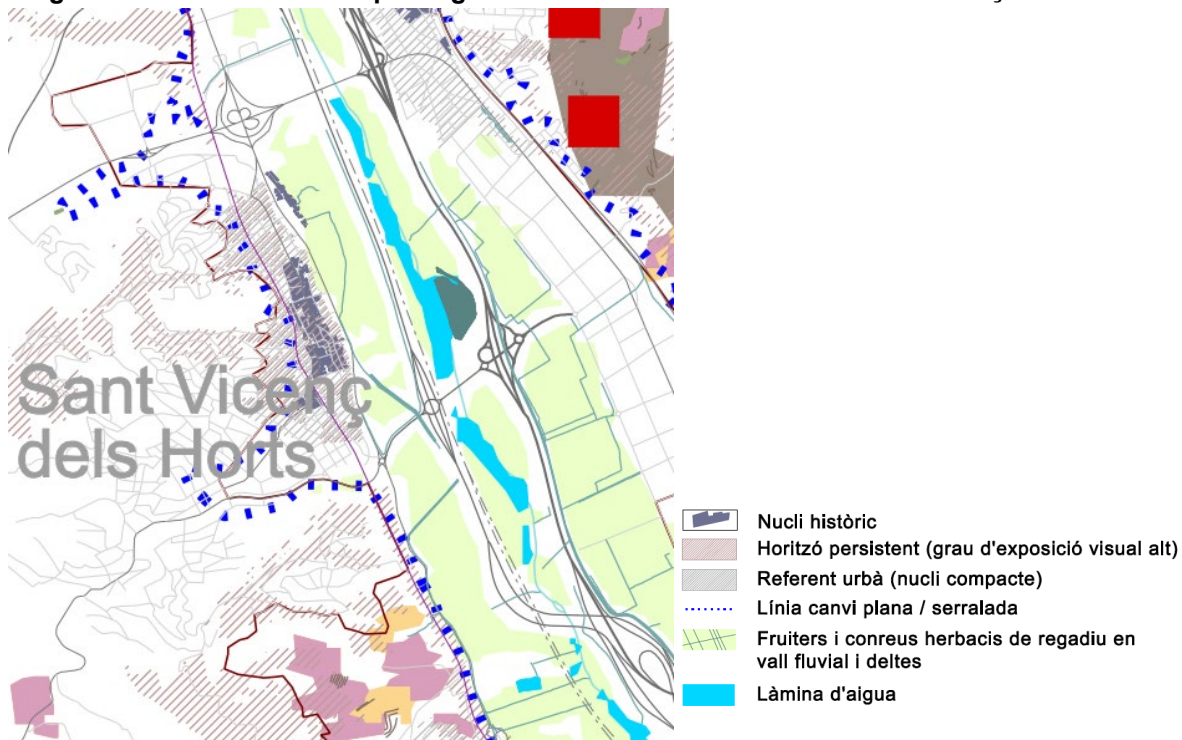 Sant Vicenç
dels Horts
Nucli històric
Horitzó persistent (grau d'exposició visual alt)
Referent urbà (nucli compacte)
Línia canvi plana / serralada
Fruiters i conreus herbacis de regadiu en
vall fluvial i deltes
Làmina d'aigua